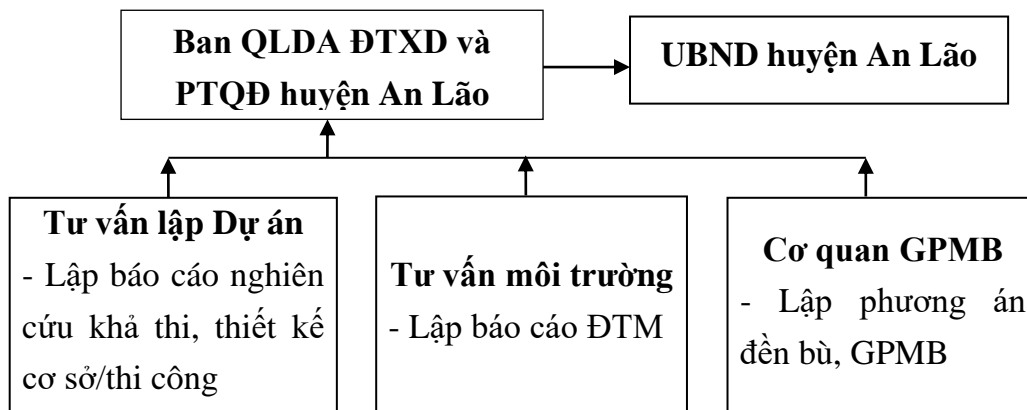 Ban QLDA ĐTXD và
PTQĐ huyện An Lão
UBND huyện An Lão
Tư vấn lập Dự án
- Lập báo cáo nghiên
cứu khả thi, thiết kế
cơ sở/thi công
Tư vấn môi trường
- Lập báo cáo ĐTM
Cơ quan GPMB
- Lập phương án
đền bù, GPMB